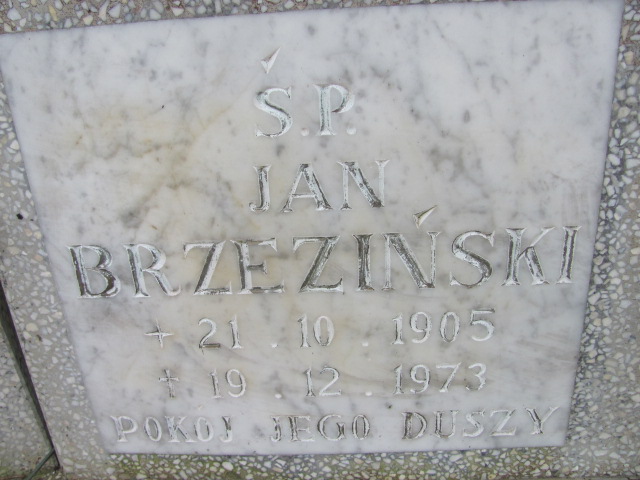 Ś.P.
JAN
BRZEZIŃSKI
+ 21 . 10 . 1905
† 19 . 12 . 1973
POKOJ JEGO DUSZY